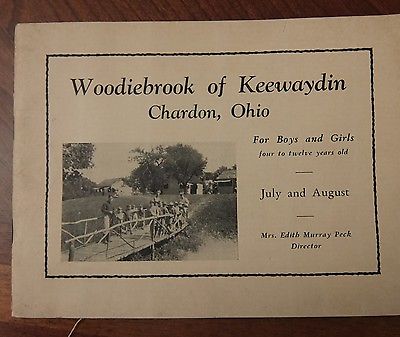 Woodiebrook of Keewaydin
Chardon, Ohio
For Boys and Girls
four to twelve years old
July and August
Mrs. Edith Murray Peck
Director